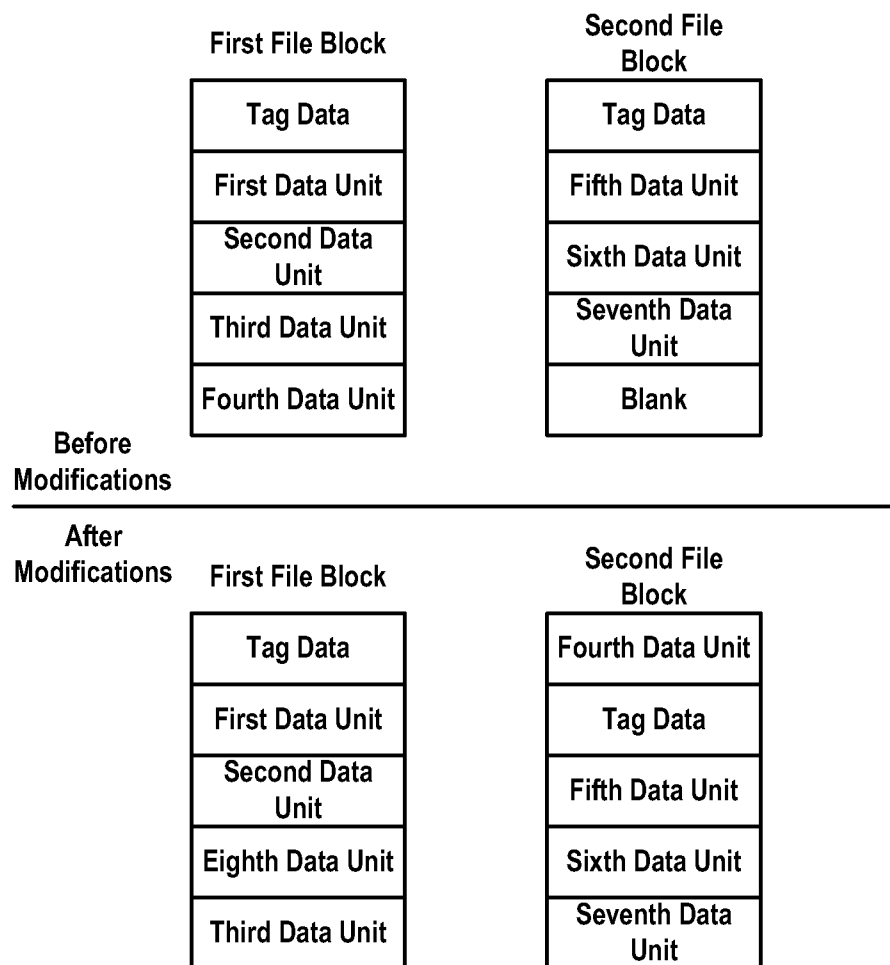 First File Block
Tag Data
First Data Unit
Second Data
Unit
Third Data Unit
Fourth Data Unit
Second File
Block
Tag Data
Fifth Data Unit
Sixth Data Unit
Seventh Data
Unit
Blank
Before
Modifications
After
Modifications
First File Block
Tag Data
First Data Unit
Second Data
Unit
Eighth Data Unit
Third Data Unit
Second File
Block
Fourth Data Unit
Tag Data
Fifth Data Unit
Sixth Data Unit
Seventh Data
Unit